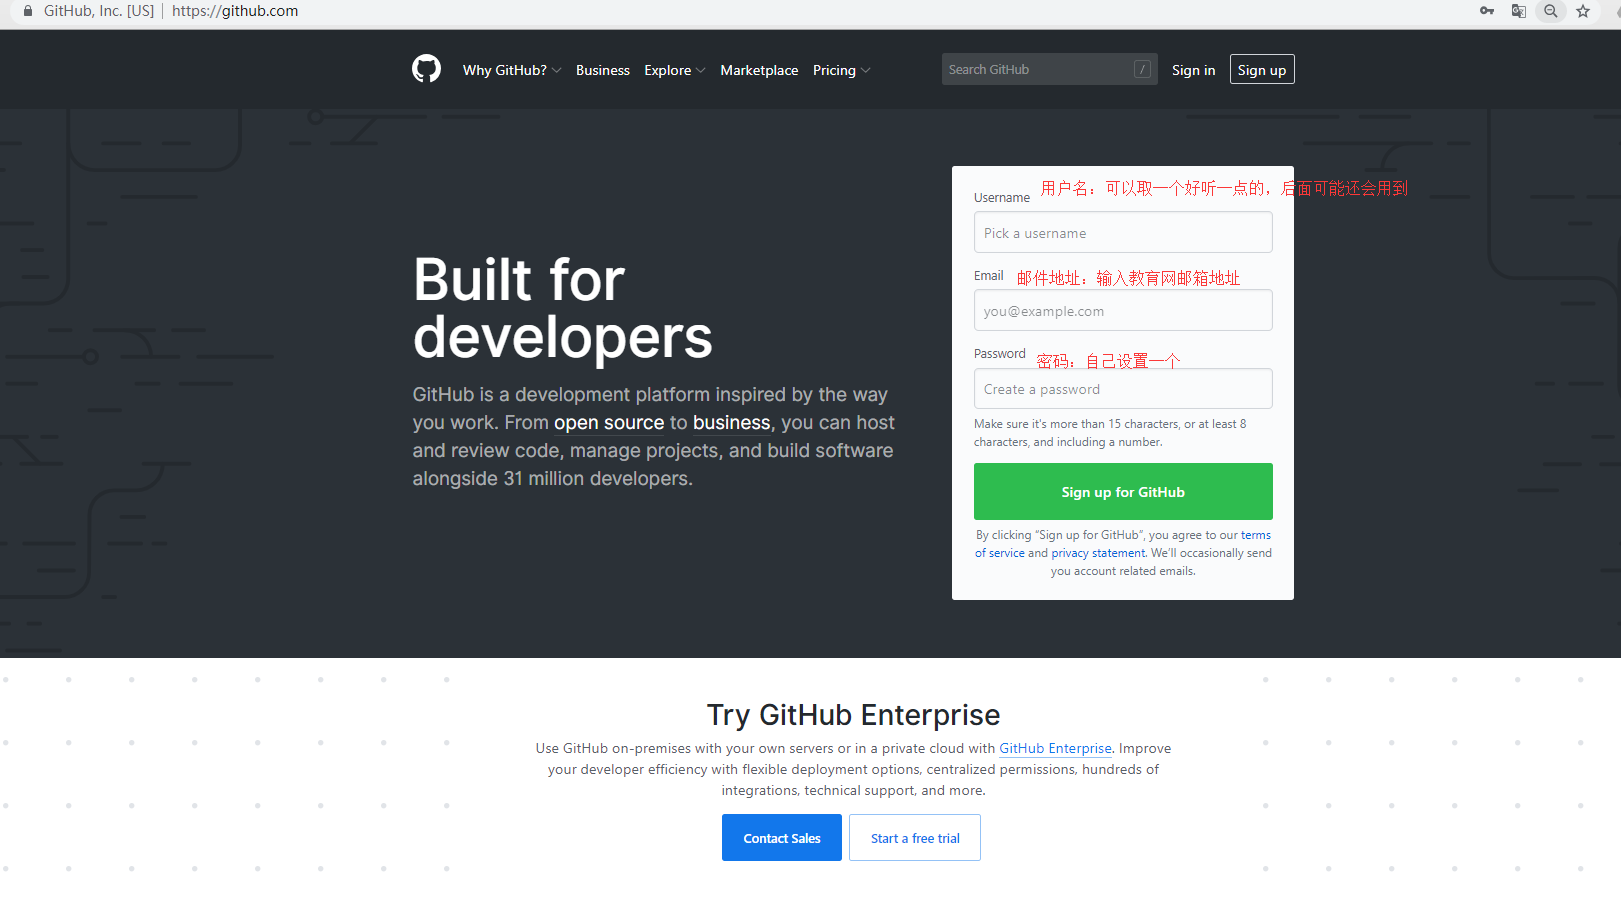 GitHub, Inc. [US] | https://github.com
Why GitHub? Business Explore Marketplace Pricing Search GitHub / Sign in Sign up
Built for
developers
GitHub is a development platform inspired by the way
you work. From open source to business, you can host
and review code, manage projects, and build software
alongside 31 million developers.
Username 用户名：可以取一个好听一点的，后面可能还会用到
Pick a username
Email 邮件地址：输入教育网邮箱地址
you@example.com
Password 密码：自己设置一个
Create a password
Make sure it's more than 15 characters, or at least 8
characters, and including a number.
Sign up for GitHub
By clicking “Sign up for GitHub”, you agree to our terms
of service and privacy statement. We’ll occasionally send
you account related emails.
Try GitHub Enterprise
Use GitHub on-premises with your own servers or in a private cloud with GitHub Enterprise. Improve
your developer efficiency with flexible deployment options, centralized permissions, hundreds of
integrations, technical support, and more.
Contact Sales Start a free trial